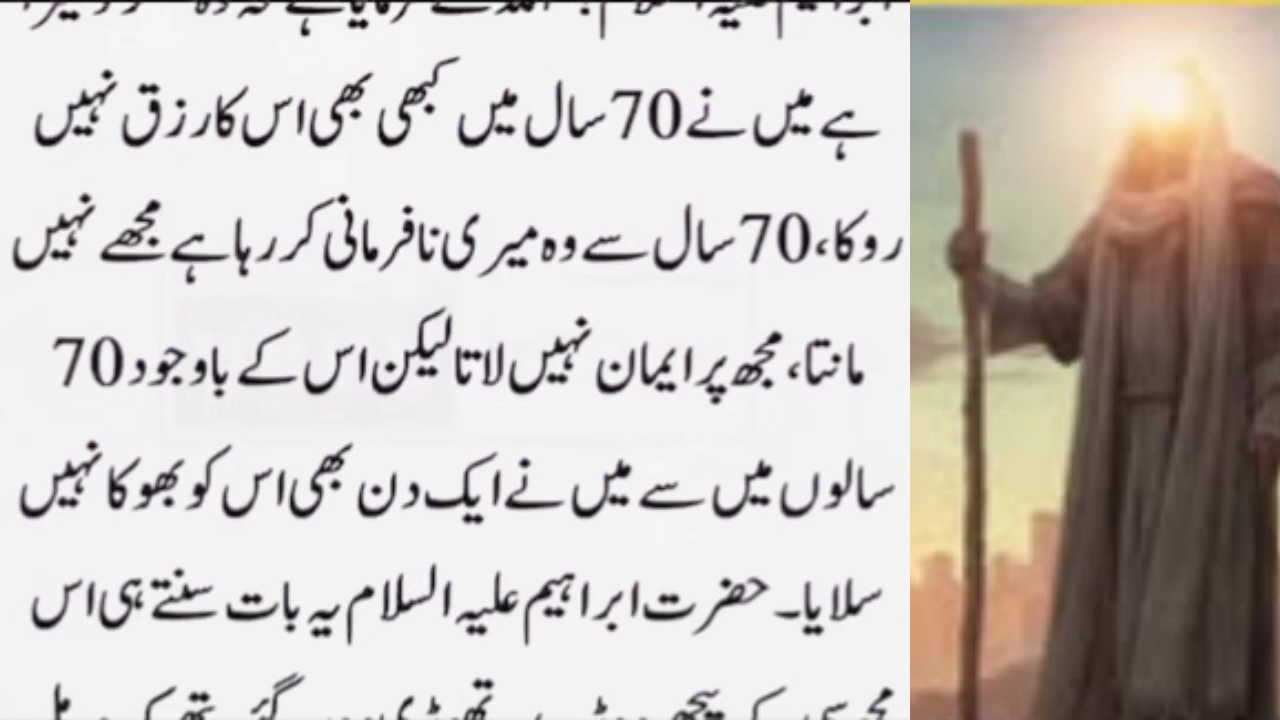 ہے میں نے 70 سال میں کبھی بھی اس کا رزق نہیں
روکا، 70 سال سے وہ میری نافرمانی کر رہا ہے مجھے نہیں
مانتا، مجھ پر ایمان نہیں لاتا لیکن اس کے باوجود 70
سالوں میں سے میں نے ایک دن بھی اس کو بھوکا نہیں
سلایا۔ حضرت ابراہیم علیہ السلام یہ بات سنتے ہی اس